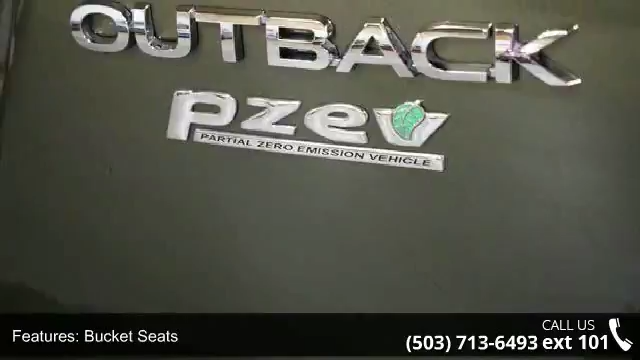 OUTBACK
pzev
PARTIAL ZERO EMISSION VEHICLE
CALL US
Features: Bucket Seats
(503) 713-6493 ext 101